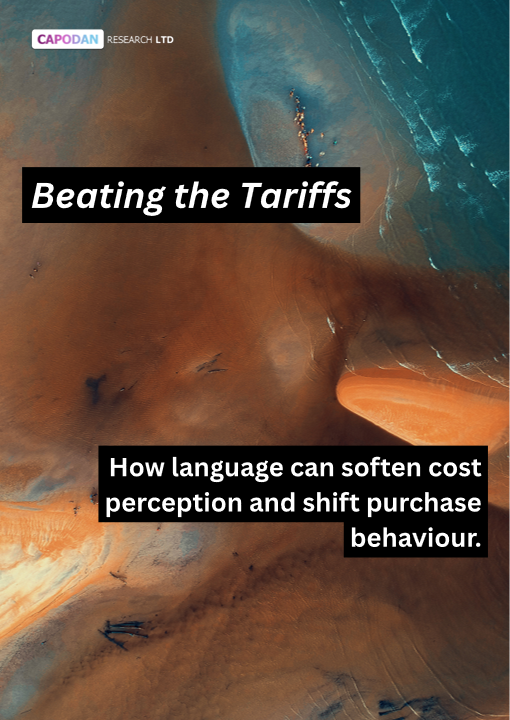 CAPODAN RESEARCH LTD
Beating the Tariffs
How language can soften cost
perception and shift purchase
behaviour.